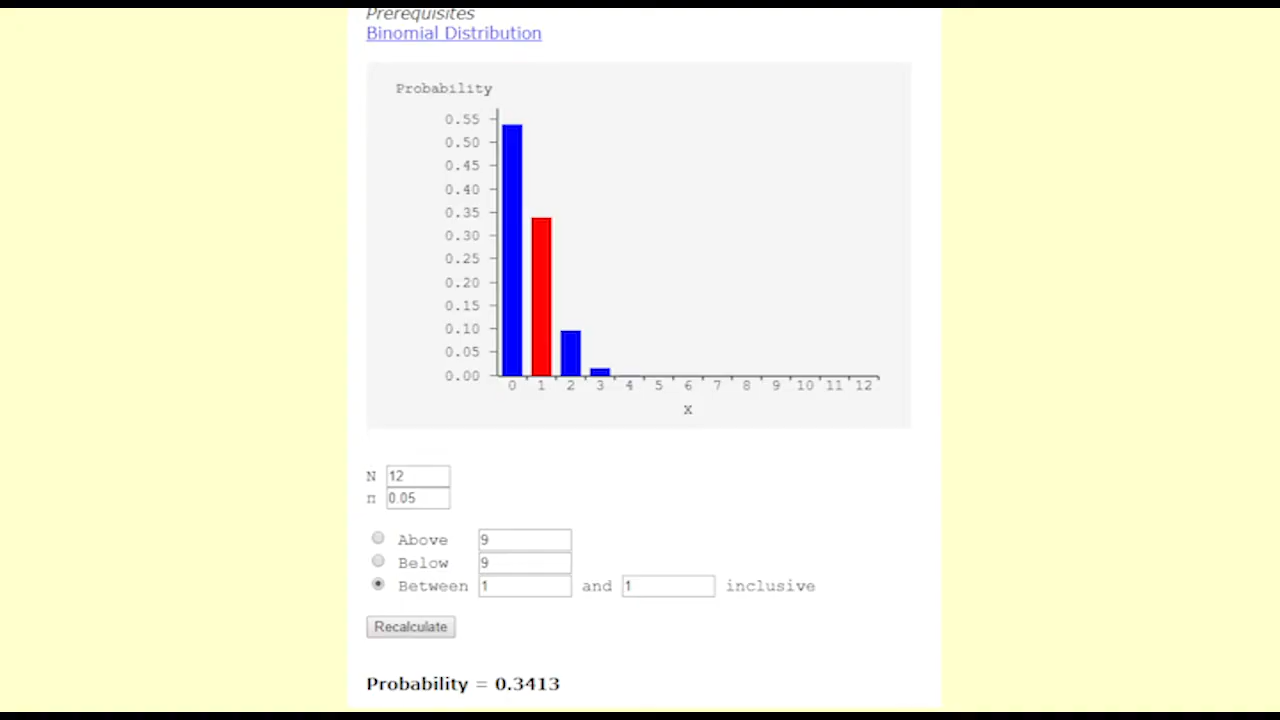 Prerequisites
Binomial Distribution
Probability
0.55
0.50
0.45
0.40
0.35
0.30
0.25
0.20
0.15
0.10
0.05
0.00
0 1 2 3 4 5 6 7 8 9 10 11 12
X
N 12
π 0.05
Above 9
Below 9
Between 1 and 1 inclusive
Recalculate
Probability = 0.3413